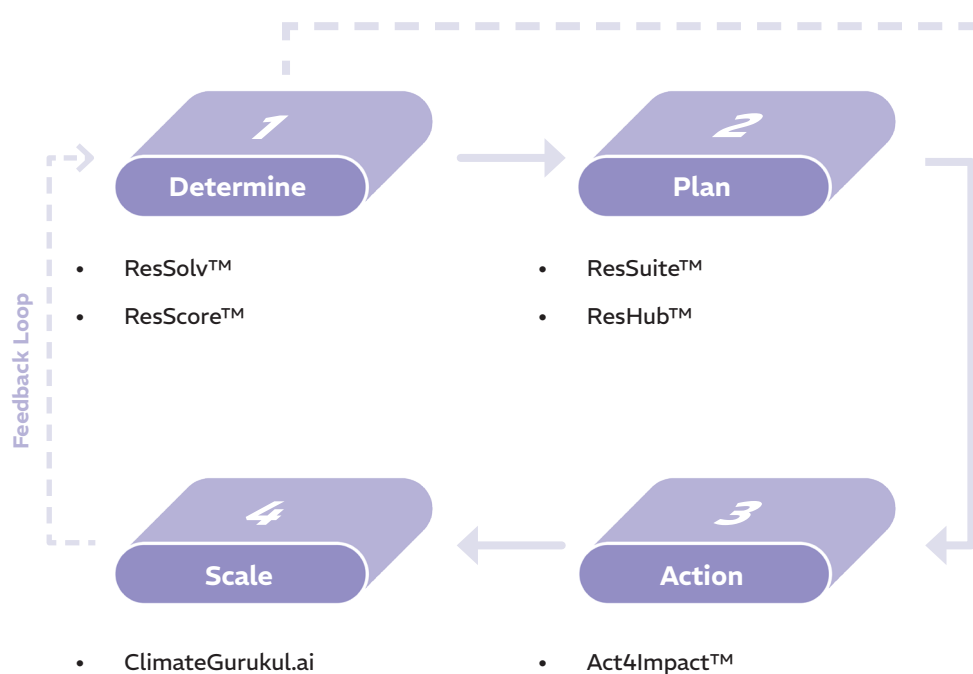 1
Determine
• ResSolv™
• ResScore™
2
Plan
• ResSuite™
• ResHub™
Feedback Loop
4
Scale
• ClimateGurukul.ai
3
Action
• Act4Impact™